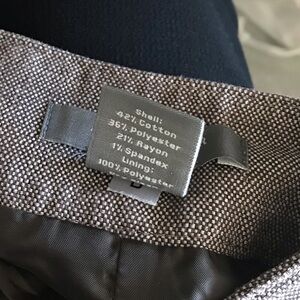 Shell:
42% Cotton
36% Polyester
21% Rayon
1% Spandex
Lining:
100% Polyester